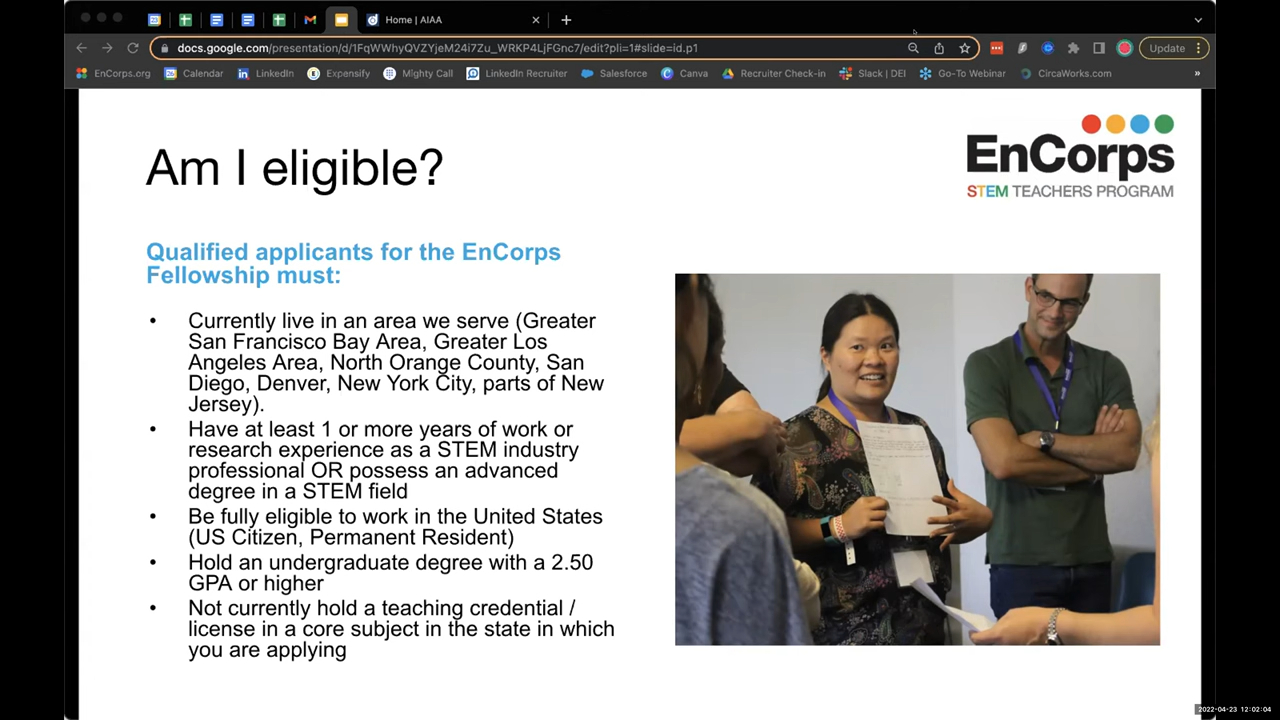 Home | AIAA
docs.google.com/presentation/d/1FqWWhyQVZYjeM24i7Zu_WRKP4LjFGnc7/edit?pli=1#slide=id.p1
Update
EnCorps.org
Calendar
LinkedIn
Expensify
Mighty Call
LinkedIn Recruiter
Salesforce
Canva
Recruiter Check-in
Slack | DEI
Go-To Webinar
CircaWorks.com
»
Am I eligible?
EnCorps
STEM TEACHERS PROGRAM
Qualified applicants for the EnCorps
Fellowship must:
• Currently live in an area we serve (Greater
San Francisco Bay Area, Greater Los
Angeles Area, North Orange County, San
Diego, Denver, New York City, parts of New
Jersey).
• Have at least 1 or more years of work or
research experience as a STEM industry
professional OR possess an advanced
degree in a STEM field
• Be fully eligible to work in the United States
(US Citizen, Permanent Resident)
• Hold an undergraduate degree with a 2.50
GPA or higher
• Not currently hold a teaching credential /
license in a core subject in the state in which
you are applying
2022-04-23 12:02:04